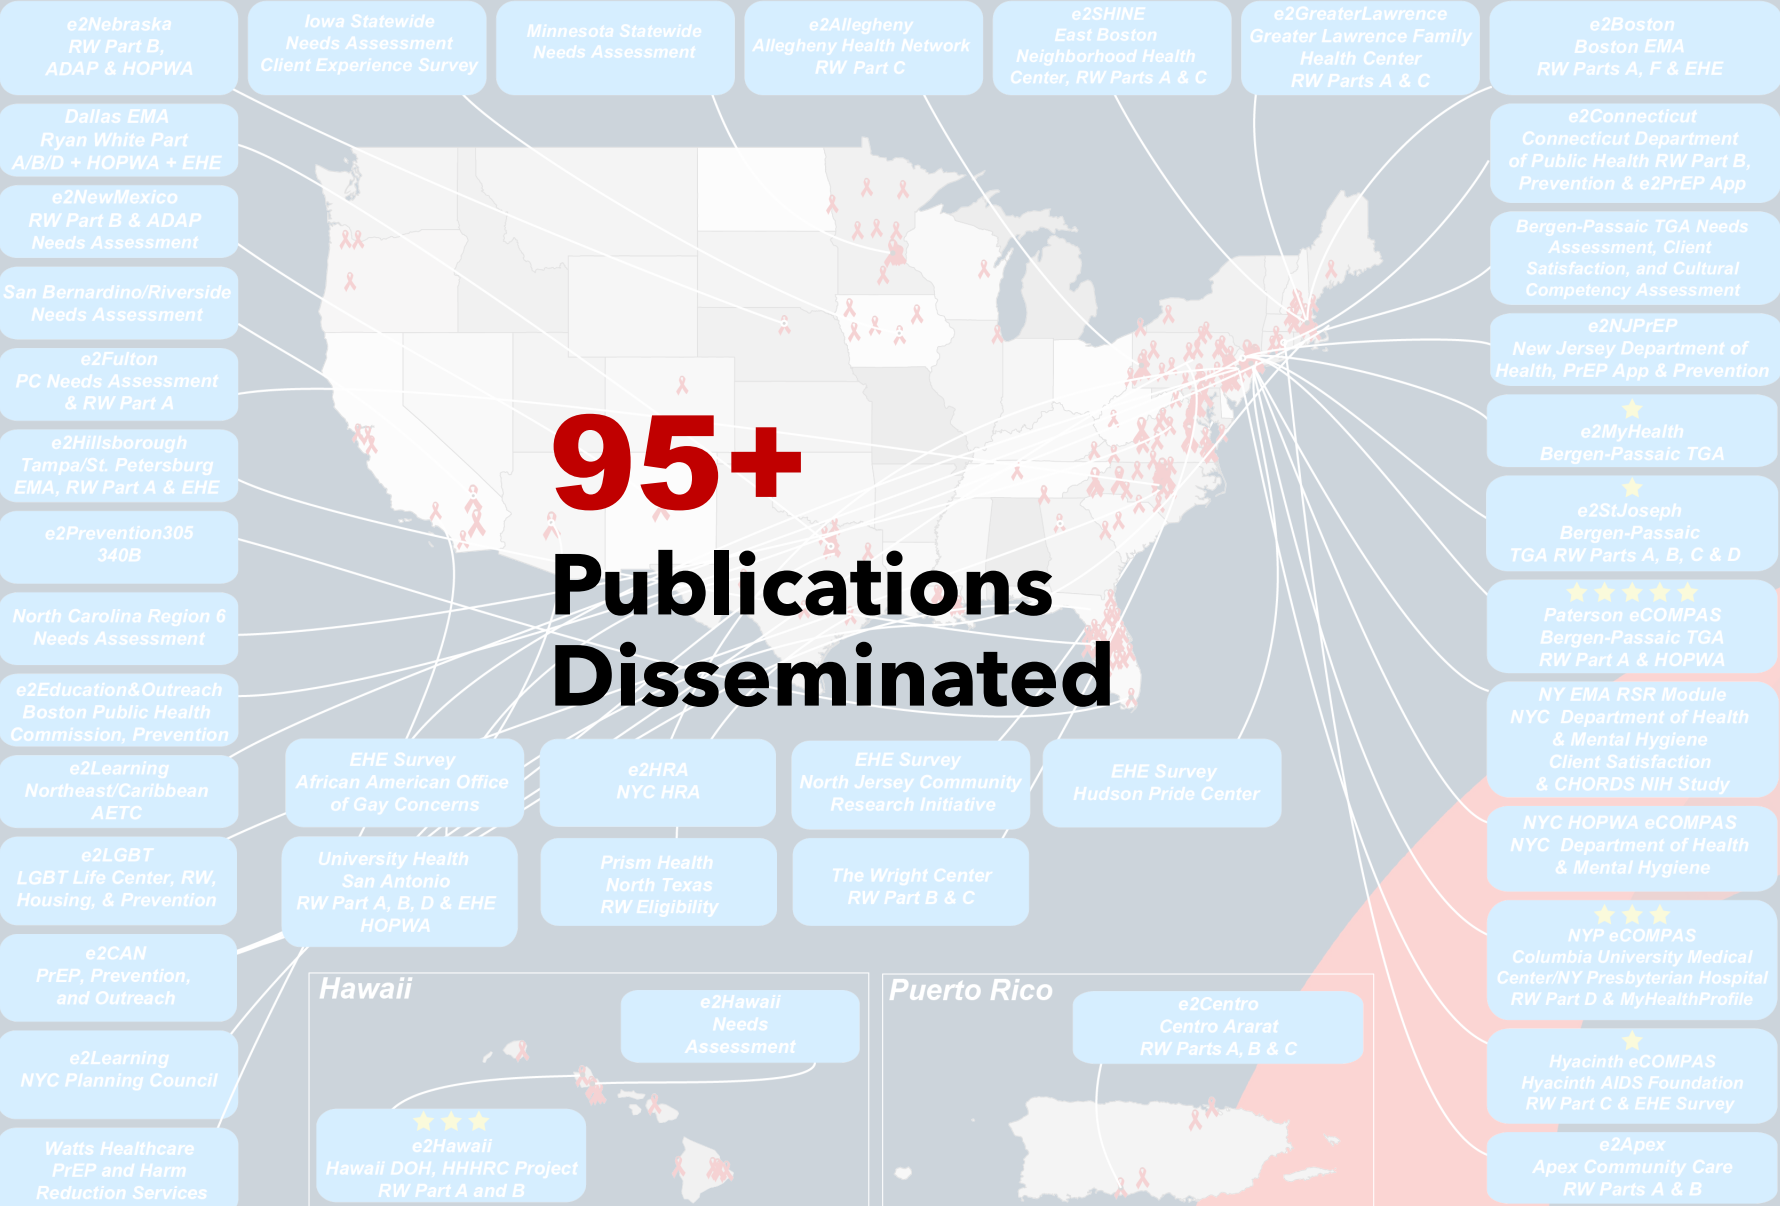 e2Nebraska
RW Part B,
ADAP & HOPWA
Iowa Statewide
Needs Assessment
Client Experience Survey
Minnesota Statewide
Needs Assessment
e2Allegheny
Allegheny Health Network
RW Part C
e2SHINE
East Boston
Neighborhood Health
Center, RW Parts A & C
e2GreaterLawrence
Greater Lawrence Family
Health Center
RW Parts A & C
e2Boston
Boston EMA
RW Parts A, F & EHE
Dallas EMA
Ryan White Part
A/B/D + HOPWA + EHE
e2NewMexico
RW Part B & ADAP
Needs Assessment
San Bernardino/Riverside
Needs Assessment
e2Fulton
PC Needs Assessment
& RW Part A
e2Hillsborough
Tampa/St. Petersburg
EMA, RW Part A & EHE
e2Prevention305
340B
North Carolina Region 6
Needs Assessment
e2Education&Outreach
Boston Public Health
Commission, Prevention
e2Learning
Northeast/Caribbean
AETC
e2LGBT
LGBT Life Center, RW,
Housing, & Prevention
e2CAN
PrEP, Prevention,
and Outreach
e2Learning
NYC Planning Council
Watts Healthcare
PrEP and Harm
Reduction Services
95+
Publications
Disseminated
EHE Survey
African American Office
of Gay Concerns
e2HRA
NYC HRA
EHE Survey
North Jersey Community
Research Initiative
EHE Survey
Hudson Pride Center
University Health
San Antonio
RW Part A, B, D & EHE
HOPWA
Prism Health
North Texas
RW Eligibility
The Wright Center
RW Part B & C
Hawaii
e2Hawaii
Needs
Assessment
e2Hawaii
Hawaii DOH, HHHRC Project
RW Part A and B
Puerto Rico
e2Centro
Centro Ararat
RW Parts A, B & C
e2Connecticut
Connecticut Department
of Public Health RW Part B,
Prevention & e2PrEP App
Bergen-Passaic TGA Needs
Assessment, Client
Satisfaction, and Cultural
Competency Assessment
e2NJPrEP
New Jersey Department of
Health, PrEP App & Prevention
e2MyHealth
Bergen-Passaic TGA
e2StJoseph
Bergen-Passaic
TGA RW Parts A, B, C & D
Paterson eCOMPAS
Bergen-Passaic TGA
RW Part A & HOPWA
NY EMA RSR Module
NYC Department of Health
& Mental Hygiene
Client Satisfaction
& CHORDS NIH Study
NYC HOPWA eCOMPAS
NYC Department of Health
& Mental Hygiene
NYP eCOMPAS
Columbia University Medical
Center/NY Presbyterian Hospital
RW Part D & MyHealthProfile
Hyacinth eCOMPAS
Hyacinth AIDS Foundation
RW Part C & EHE Survey
e2Apex
Apex Community Care
RW Parts A & B